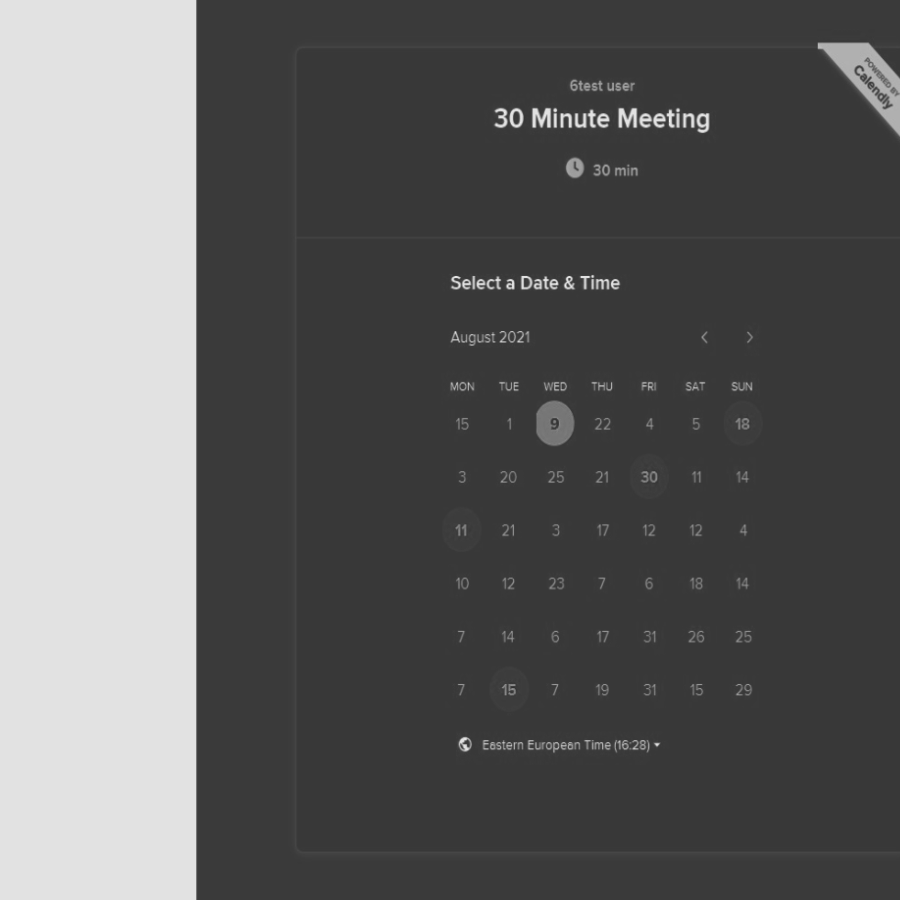 POWERED BY
Calendly
6test user
30 Minute Meeting
30 min
Select a Date & Time
August 2021
MON TUE WED THU FRI SAT SUN
15 1 9 22 4 5 18
3 20 25 21 30 11 14
11 21 3 17 12 12 4
10 12 23 7 6 18 14
7 14 6 17 31 26 25
7 15 7 19 31 15 29
Eastern European Time (16:28)